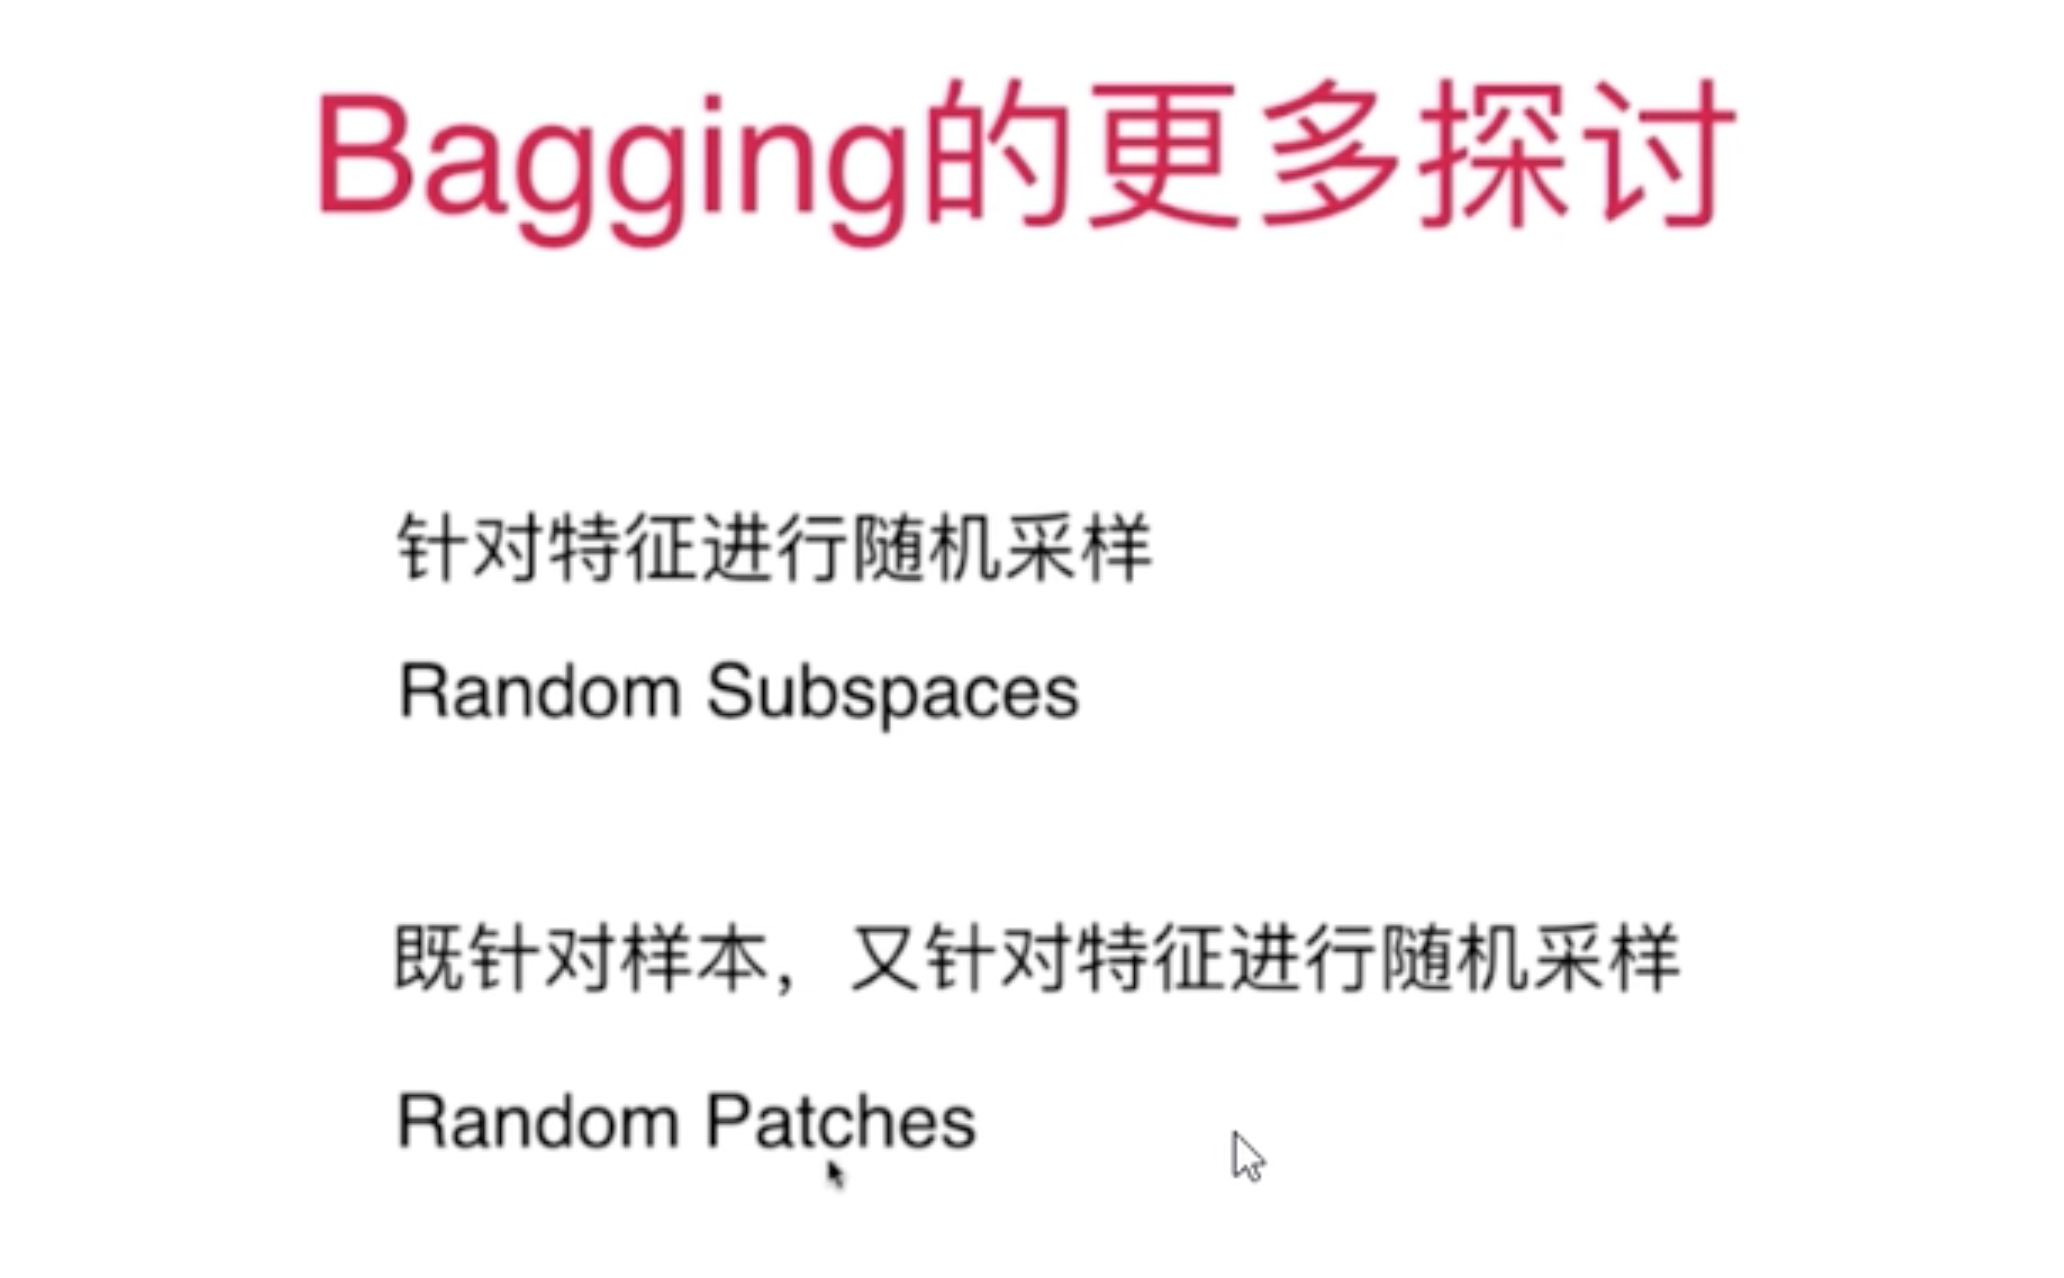 Bagging的更多探讨
针对特征进行随机采样
Random Subspaces
既针对样本，又针对特征进行随机采样
Random Patches